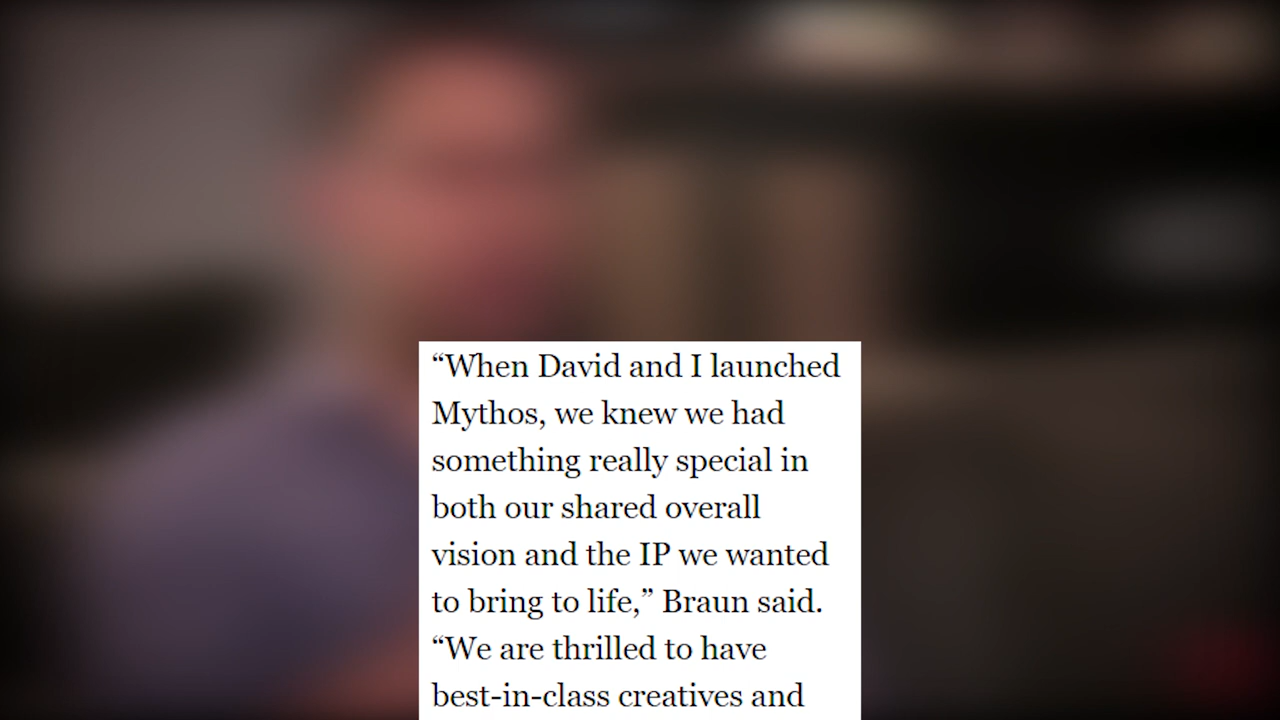 “When David and I launched
Mythos, we knew we had
something really special in
both our shared overall
vision and the IP we wanted
to bring to life,” Braun said.
“We are thrilled to have
best-in-class creatives and